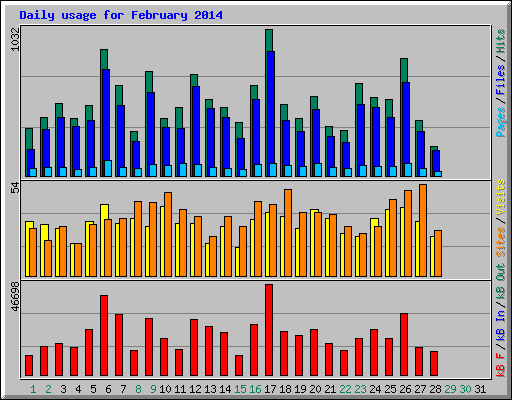 Daily usage for February 2014
1032
54
46698
Pages / Files / Hits
Sites / Visits
kB F / kB In / kB Out
1 2 3 4 5 6 7 8 9 10 11 12 13 14 15 16 17 18 19 20 21 22 23 24 25 26 27 28 29 30 31